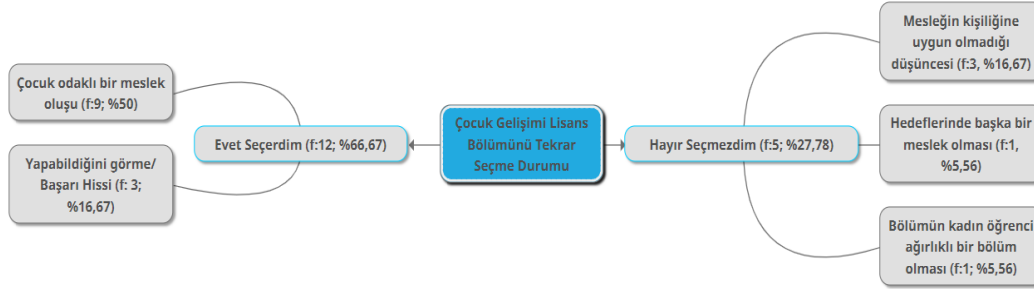 Çocuk Gelişimi Lisans
Bölümünü Tekrar
Seçme Durumu
Evet Seçerdim (f:12; %66,67)
Çocuk odaklı bir meslek
oluşu (f:9; %50)
Yapabildiğini görme/
Başarı Hissi (f: 3;
%16,67)
Hayır Seçmezdim (f:5; %27,78)
Mesleğin kişiliğine
uygun olmadığı
düşüncesi (f:3, %16,67)
Hedeflerinde başka bir
meslek olması (f:1,
%5,56)
Bölümün kadın öğrenci
ağırlıklı bir bölüm
olması (f:1; %5,56)